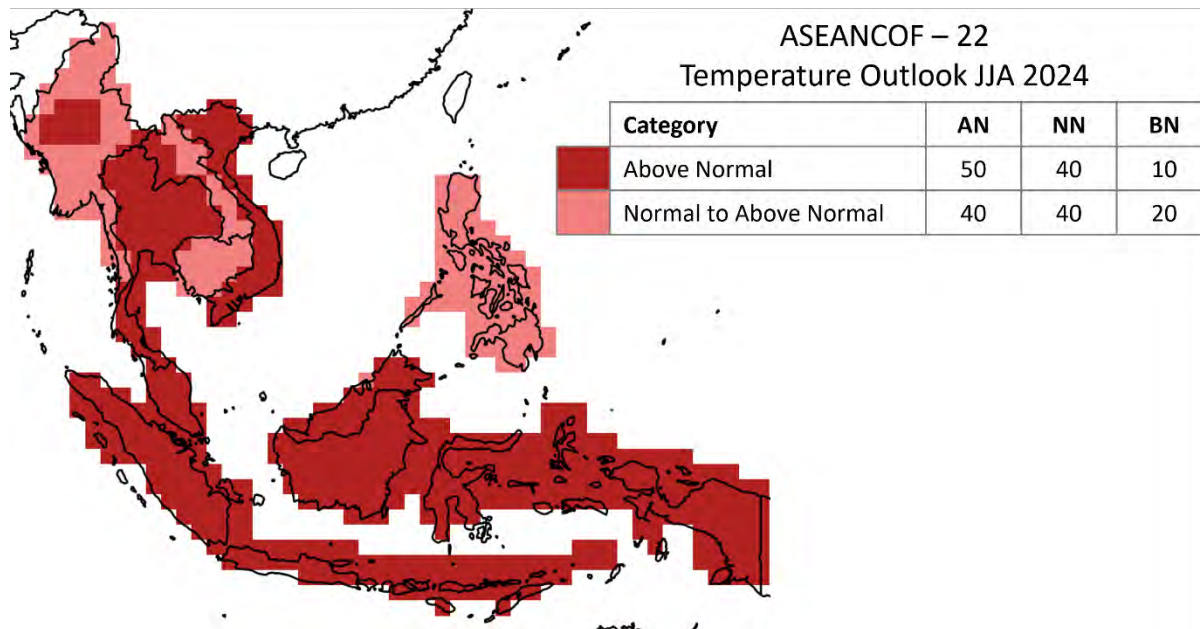 ASEANCOF – 22
Temperature Outlook JJA 2024
Category AN NN BN
Above Normal 50 40 10
Normal to Above Normal 40 40 20